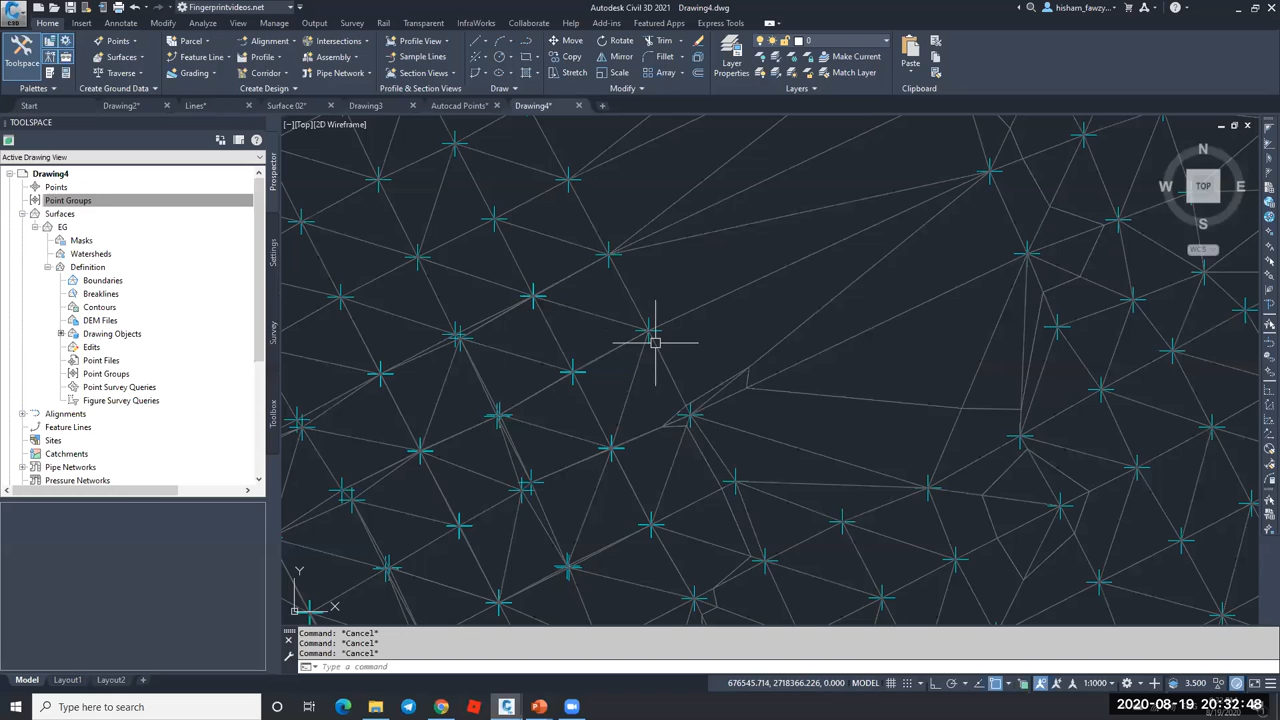 Fingerprintvideos.net
Autodesk Civil 3D 2021 Drawing4.dwg
hisham_fawzy...
C3D
Home Insert Annotate Modify Analyze View Manage Output Survey Rail Transparent InfraWorks Collaborate Help Add-ins Featured Apps Express Tools
Toolspace
Palettes
Points
Surfaces
Traverse
Create Ground Data
Parcel
Feature Line
Grading
Alignment
Profile
Corridor
Intersections
Assembly
Pipe Network
Create Design
Profile View
Sample Lines
Section Views
Profile & Section Views
Draw
Move Rotate Trim
Copy Mirror Fillet
Stretch Scale Array
Modify
Layer Properties
0
Make Current
Match Layer
Layers
Paste
Clipboard
Start Drawing2* Lines* Surface 02* Drawing3 Autocad Points* Drawing4*
TOOLSPACE
Active Drawing View
Drawing4
Points
Point Groups
Surfaces
EG
Masks
Watersheds
Definition
Boundaries
Breaklines
Contours
DEM Files
Drawing Objects
Edits
Point Files
Point Groups
Point Survey Queries
Figure Survey Queries
Alignments
Feature Lines
Sites
Catchments
Pipe Networks
Pressure Networks
Prospector
Settings
Survey
Toolbox
[−][Top][2D Wireframe]
N
W TOP E
S
WCS
Y
X
Command: *Cancel*
Command: *Cancel*
Command: *Cancel*
Type a command
Model Layout1 Layout2
676545.714, 2718366.226, 0.000 MODEL 1:1000 3.500
Type here to search
2020-08-19 20:32:48